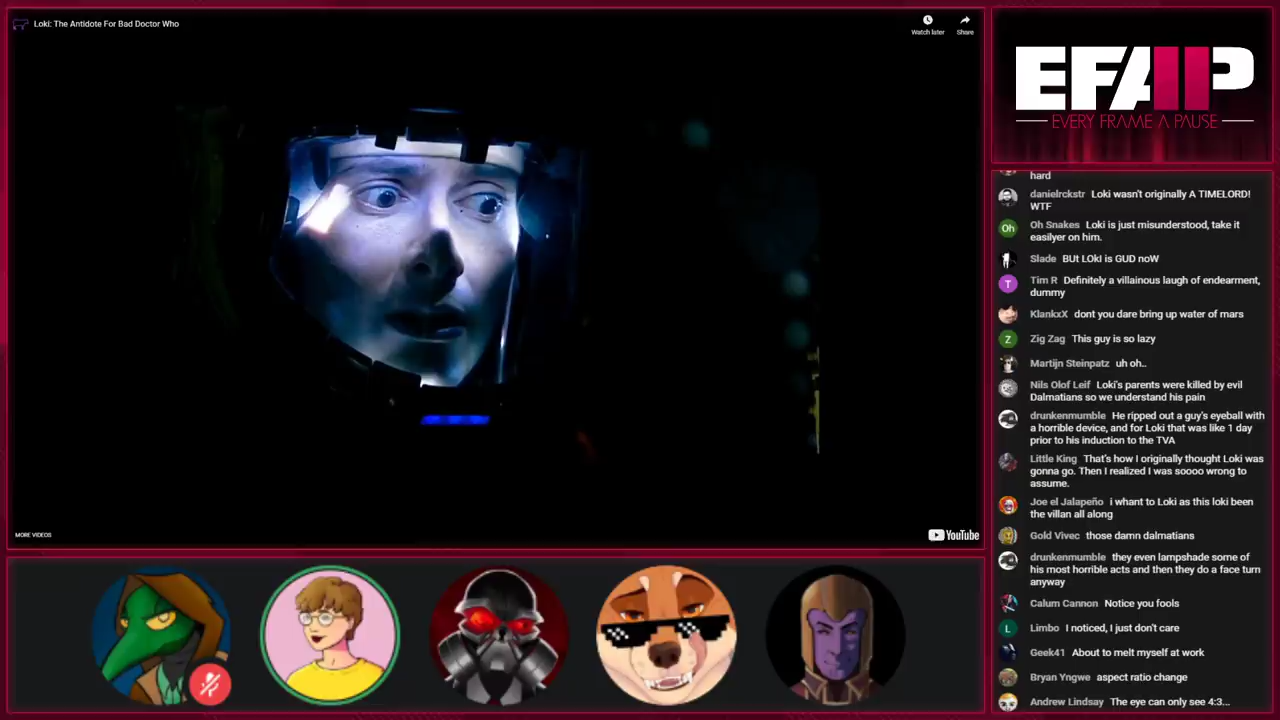 Loki: The Antidote For Bad Doctor Who
Watch later
Share
MORE VIDEOS
YouTube
EFAP
EVERY FRAME A PAUSE
hard
danielrckstr Loki wasn't originally A TIMELORD!
WTF
Oh
Oh Snakes Loki is just misunderstood, take it
easilyer on him.
Slade BUt LOki is GUD noW
T
Tim R Definitely a villainous laugh of endearment,
dummy
KlankxX dont you dare bring up water of mars
Z
Zig Zag This guy is so lazy
Martijn Steinpatz uh oh..
Nils Olof Leif Loki's parents were killed by evil
Dalmatians so we understand his pain
drunkenmumble He ripped out a guy's eyeball with
a horrible device, and for Loki that was like 1 day
prior to his induction to the TVA
Little King That's how I originally thought Loki was
gonna go. Then I realized I was soooo wrong to
assume.
Joe el Jalapeño i whant to Loki as this loki been
the villan all along
Gold Vivec those damn dalmatians
drunkenmumble they even lampshade some of
his most horrible acts and then they do a face turn
anyway
Calum Cannon Notice you fools
L
Limbo I noticed, I just don't care
Geek41 About to melt myself at work
Bryan Yngwe aspect ratio change
Andrew Lindsay The eye can only see 4:3...